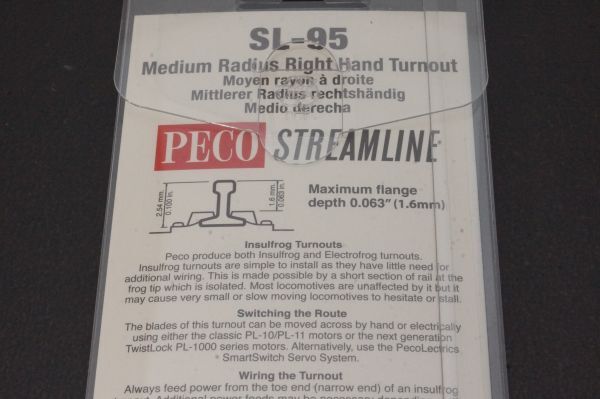 SL-95
Medium Radius Right Hand Turnout
Moyen rayon à droite
Mittlerer Radius rechtshändig
Medio derecha
PECO STREAMLINE
2.54 mm. 0.100 in.
1.6 mm. 0.063 in.
Maximum flange
depth 0.063" (1.6mm)
Insulfrog Turnouts
Peco produce both Insulfrog and Electrofrog turnouts.
Insulfrog turnouts are simple to install as they have little need for
additional wiring. This is made possible by a short section of rail at the
frog tip which is isolated. Most locomotives are unaffected by it but it
may cause very small or slow moving locomotives to hesitate or stall.
Switching the Route
The blades of this turnout can be moved across by hand or electrically
using either the classic PL-10/PL-11 motors or the next generation
TwistLock PL-1000 series motors. Alternatively, use the PecoLectrics
SmartSwitch Servo System.
Wiring the Turnout
Always feed power from the toe end (narrow end) of an insulfrog